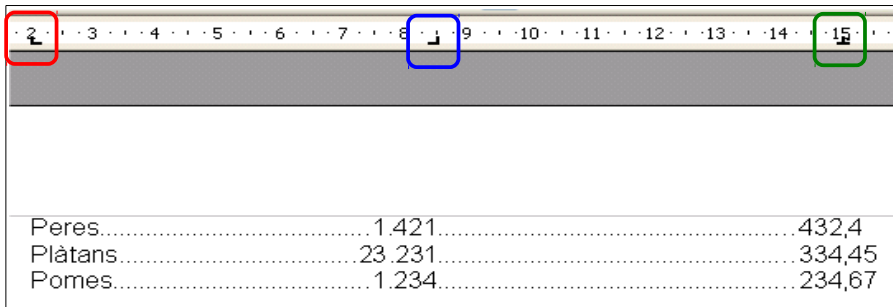 2 3 4 5 6 7 8 9 10 11 12 13 14 15
Peres.......................................1.421....................................................432,4
Plàtans...................................23.231....................................................334,45
Pomes......................................1.234....................................................234,67